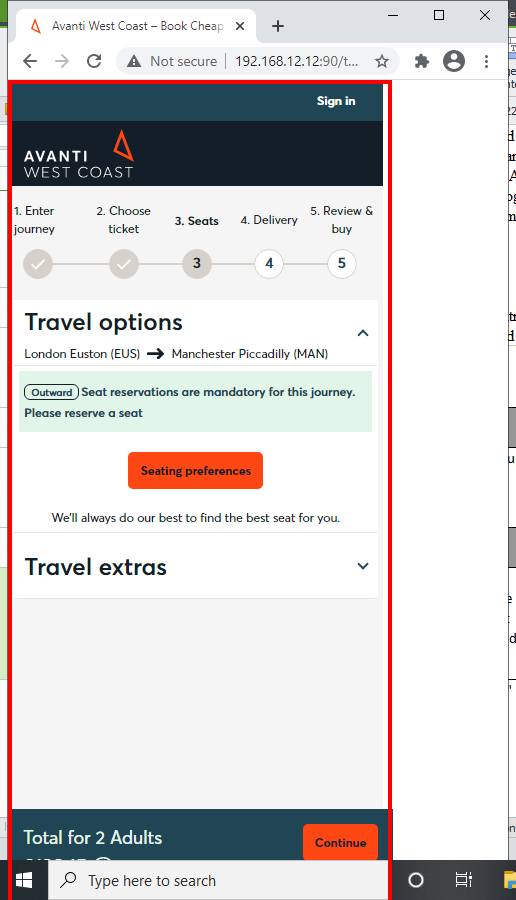 Avanti West Coast – Book Cheap
Not secure
192.168.12.12:90/t...
Sign in
AVANTI
WEST COAST
1. Enter journey
2. Choose ticket
3. Seats
4. Delivery
5. Review & buy
3
4
5
Travel options
London Euston (EUS)
Manchester Piccadilly (MAN)
Outward Seat reservations are mandatory for this journey.
Please reserve a seat
Seating preferences
We'll always do our best to find the best seat for you.
Travel extras
Total for 2 Adults
Continue
Type here to search